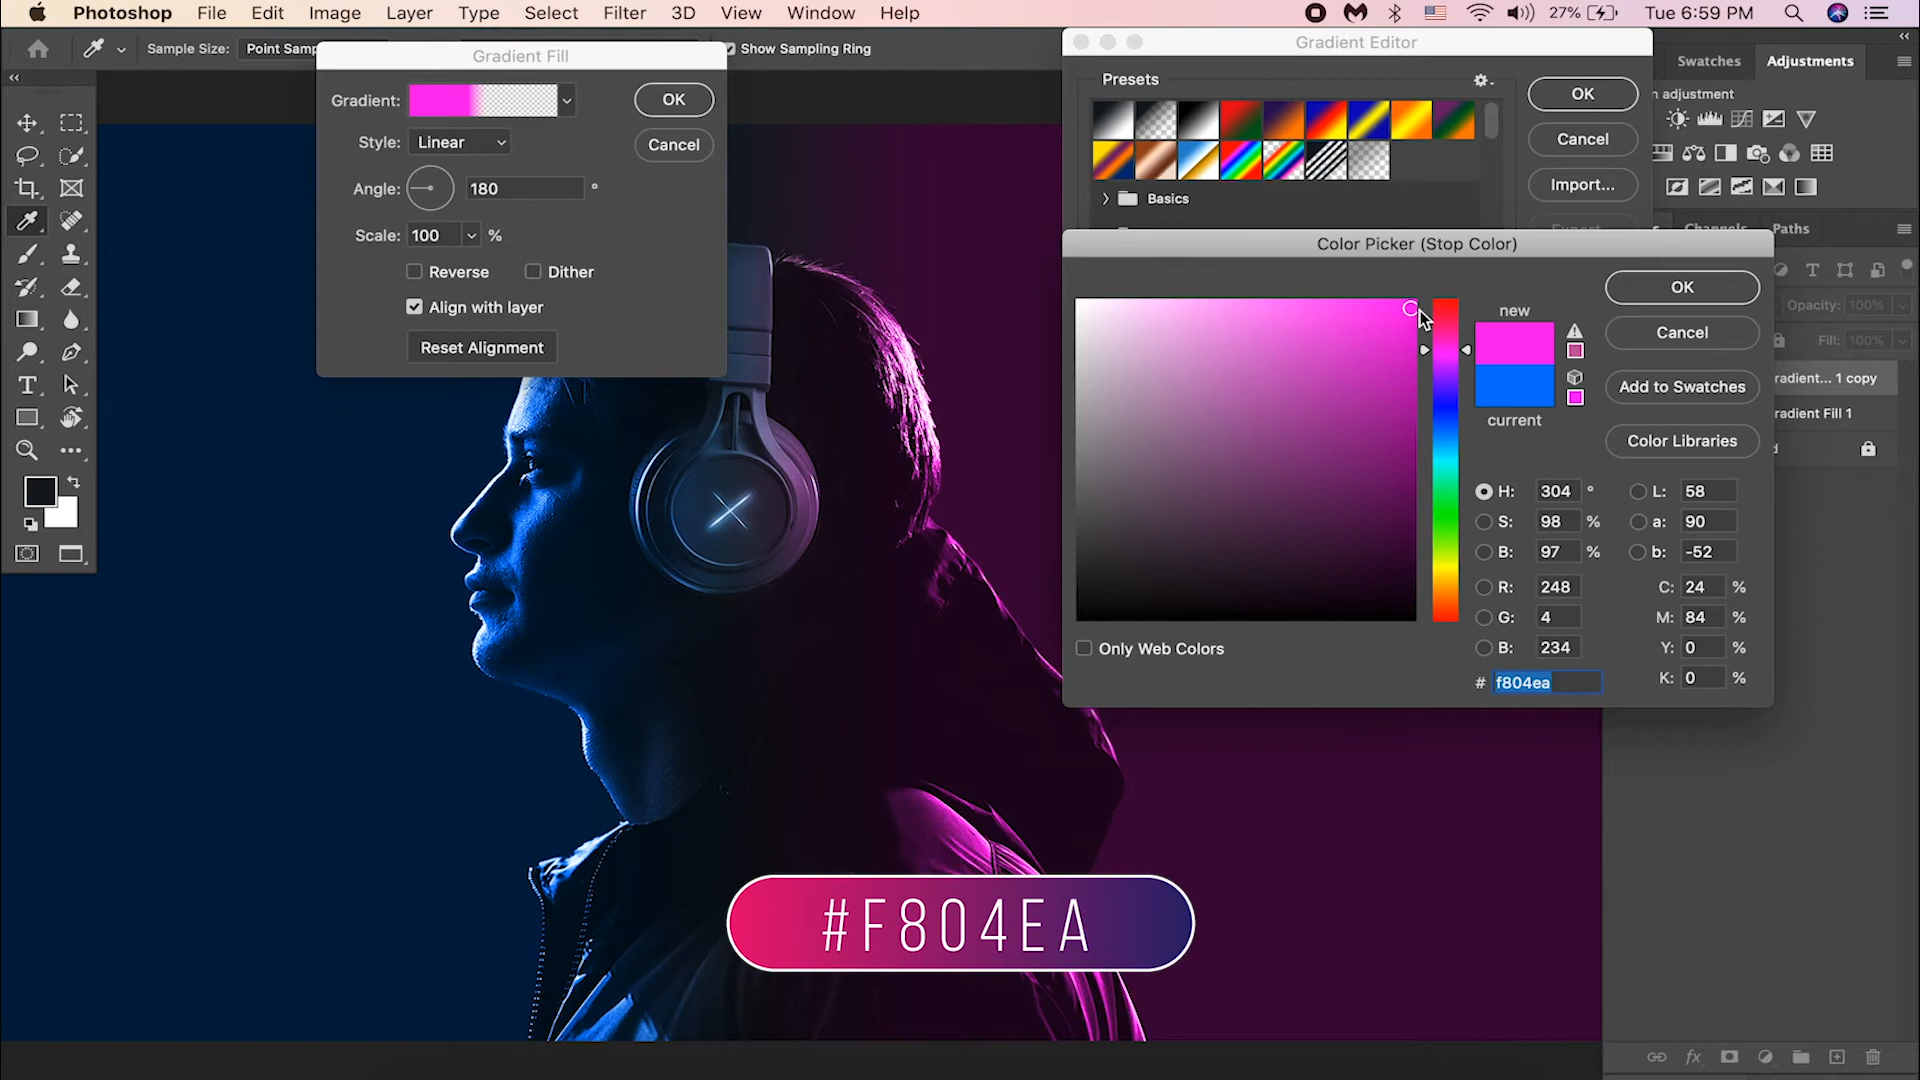 Photoshop File Edit Image Layer Type Select Filter 3D View Window Help 27% Tue 6:59 PM
Sample Size: Point Samp Show Sampling Ring
Gradient Fill
Gradient:
OK
Style: Linear
Cancel
Angle: 180 °
Scale: 100 %
Reverse Dither
Align with layer
Reset Alignment
Gradient Editor
Presets
Basics
OK
Cancel
Import...
Swatches Adjustments
n adjustment
Channels Paths
Opacity: 100%
Fill: 100%
radient... 1 copy
radient Fill 1
d
Color Picker (Stop Color)
new
current
OK
Cancel
Add to Swatches
Color Libraries
H: 304 ° L: 58
S: 98 % a: 90
B: 97 % b: -52
R: 248 C: 24 %
G: 4 M: 84 %
B: 234 Y: 0 %
# f804ea K: 0 %
Only Web Colors
#F804EA